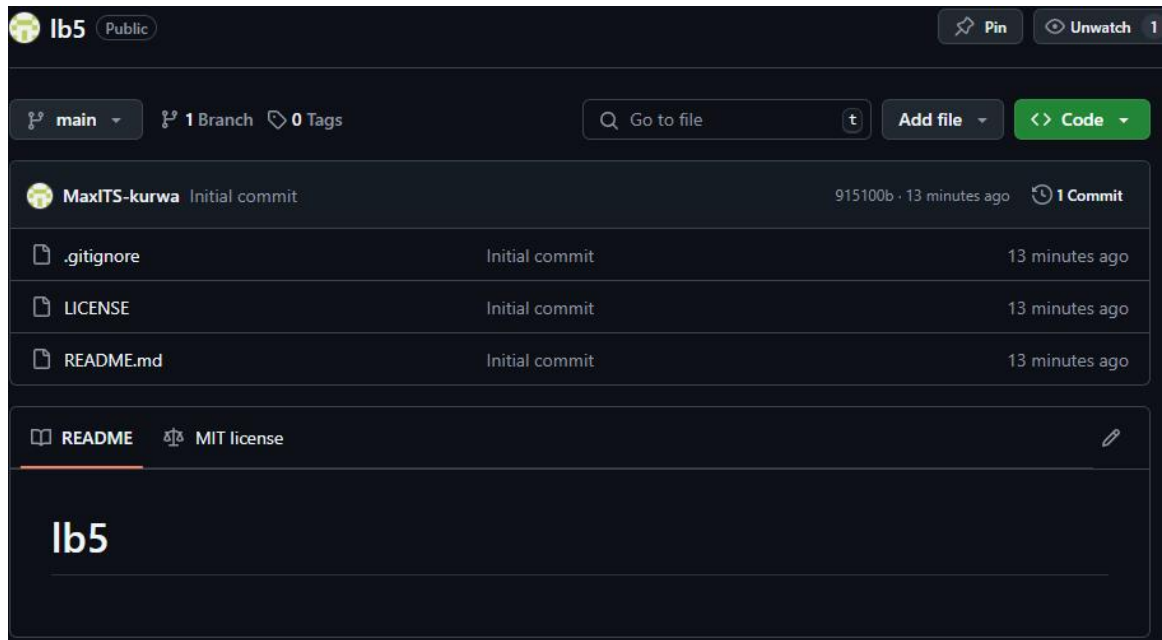 lb5 Public Pin Unwatch 1
main 1 Branch 0 Tags Go to file t Add file Code
MaxITS-kurwa Initial commit 915100b · 13 minutes ago 1 Commit
.gitignore Initial commit 13 minutes ago
LICENSE Initial commit 13 minutes ago
README.md Initial commit 13 minutes ago
README MIT license
lb5